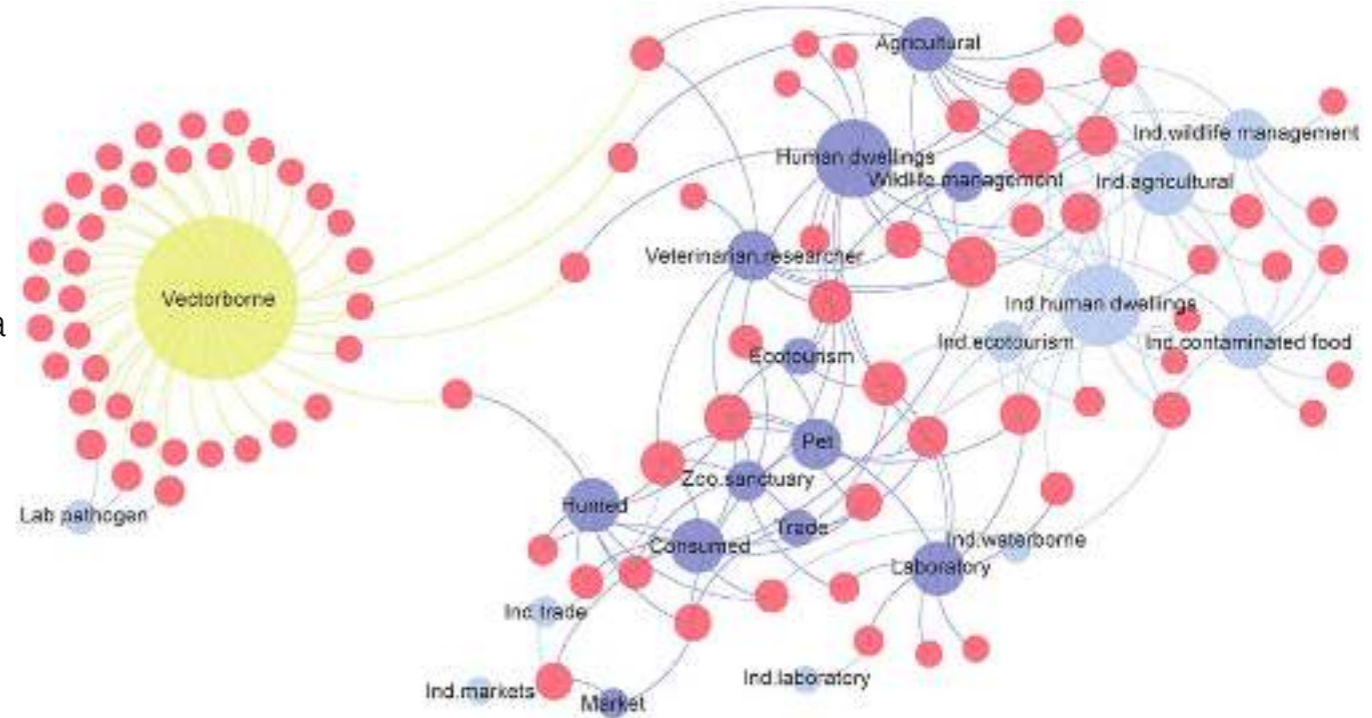 Agricultural
Ind.wildlife management
Human dwellings
Wildlife.management
Ind.agricultural
Veterinarian.researcher
Vectorborne
Ind.human dwellings
a
Ecotourism
Ind.ecotourism
Ind.contaminated food
Pet
Zoo.sanctuary
Hunted
Lab pathogen
Trade
Consumed
Ind.waterborne
Laboratory
Ind.trade
Ind.laboratory
Ind.markets
Market